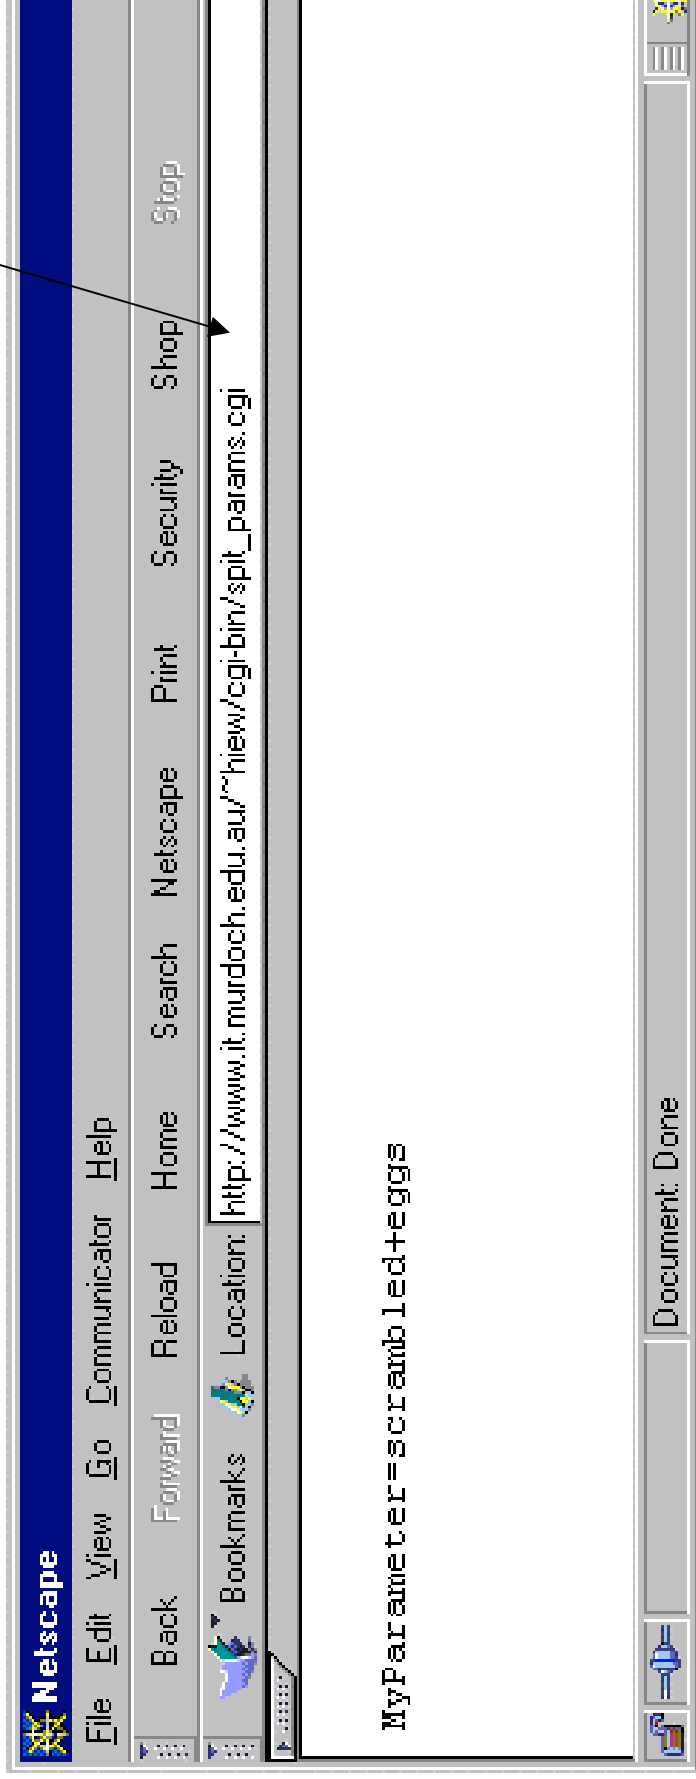 Netscape
File Edit View Go Communicator Help
Back Forward Reload Home Search Netscape Print Security Shop Stop
Bookmarks Location: http://www.it.murdoch.edu.au/~hiew/cgi-bin/spit_params.cgi
MyParameter=scrambled+eggs
Document: Done